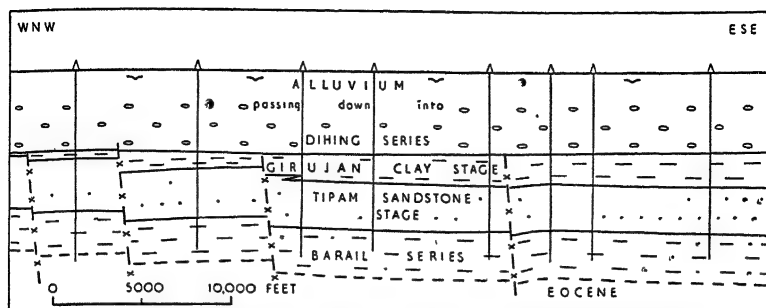 WNW ESE
ALLUVIUM
passing down into
DIHING SERIES
GIRUJAN CLAY STAGE
TIPAM SANDSTONE
STAGE
BARAIL SERIES
EOCENE
0 5000 10,000 FEET